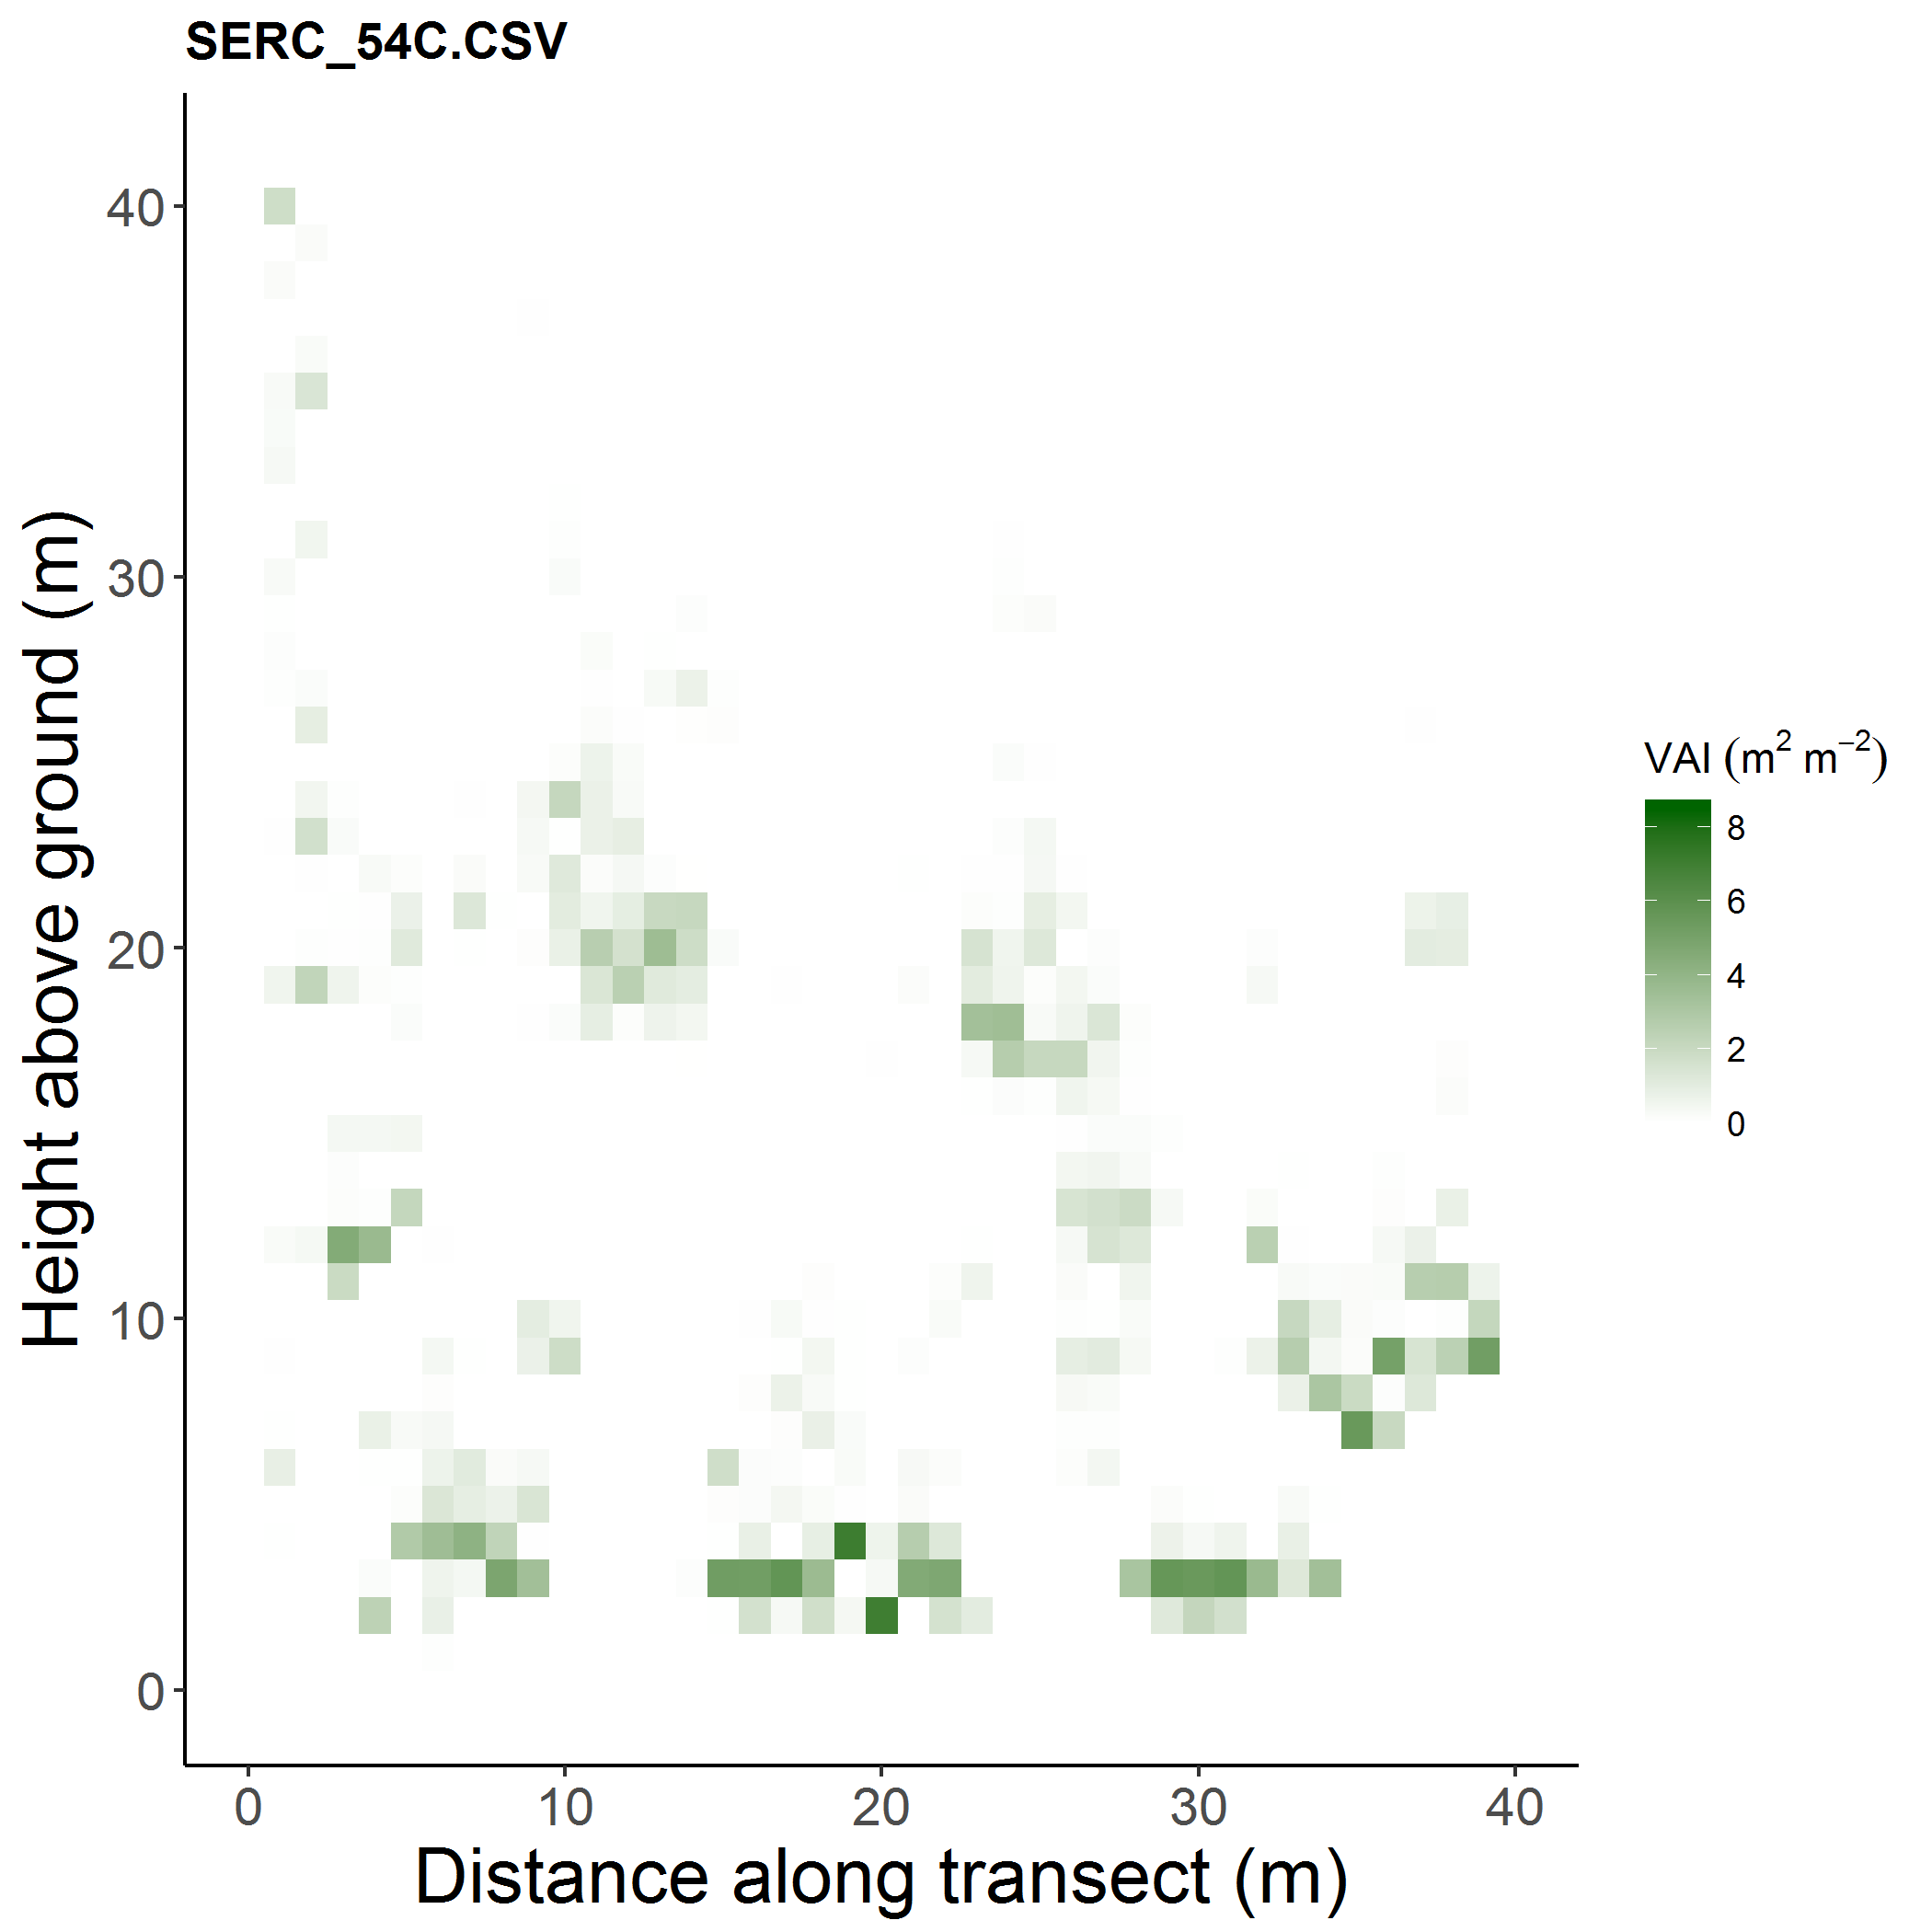 SERC_54C.CSV
Height above ground (m)
40
30
20
10
0
0 10 20 30 40
Distance along transect (m)
VAI (m² m⁻²)
8
6
4
2
0